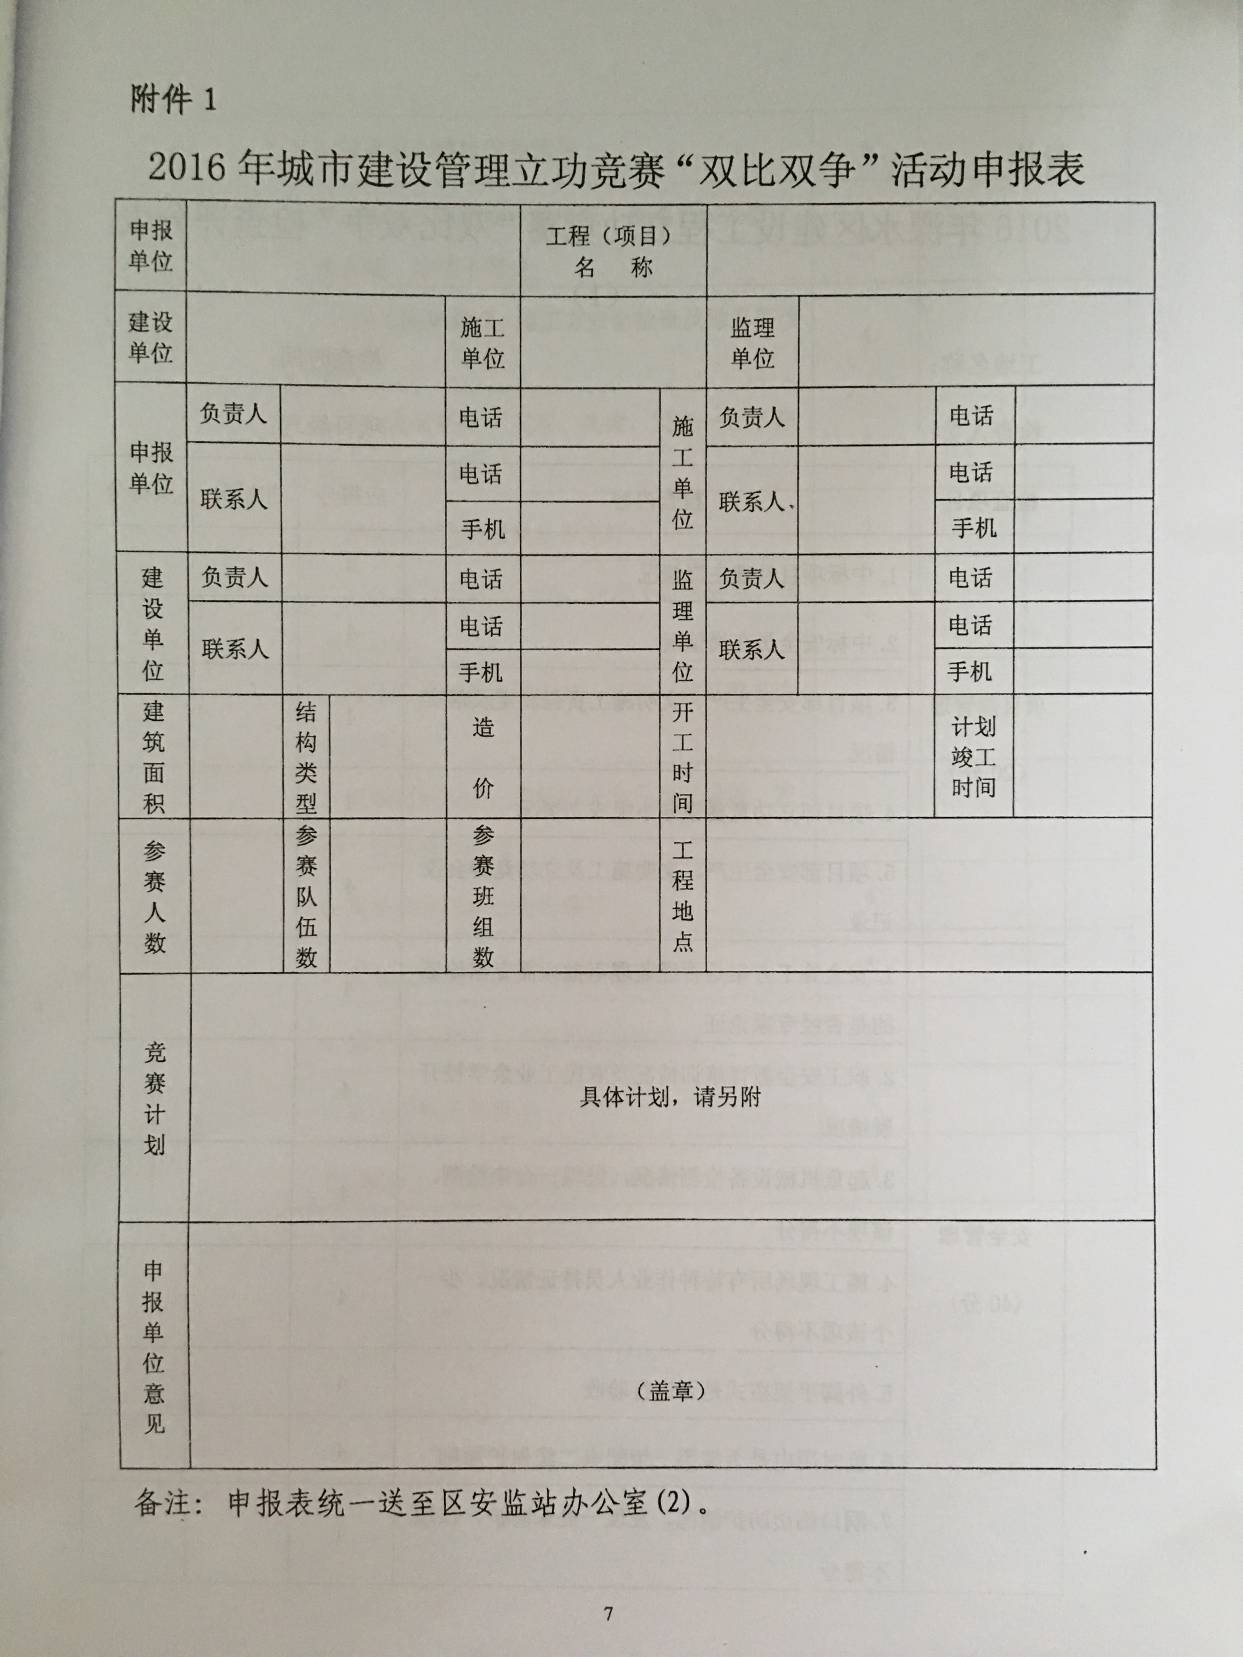 附件 1
2016 年城市建设管理立功竞赛“双比双争”活动申报表
申报单位 工程（项目）名 称
建设单位 施工单位 监理单位
申报单位 负责人 电话 施工单位 负责人 电话
联系人 电话 联系人 电话
手机 手机
建设单位 负责人 电话 监理单位 负责人 电话
联系人 电话 联系人 电话
手机 手机
建筑面积 结构类型 造价 开工时间 计划竣工时间
参赛人数 参赛队伍数 参赛班组数 工程地点
竞赛计划 具体计划，请另附
申报单位意见 （盖章）
备注：申报表统一送至区安监站办公室(2)。
7